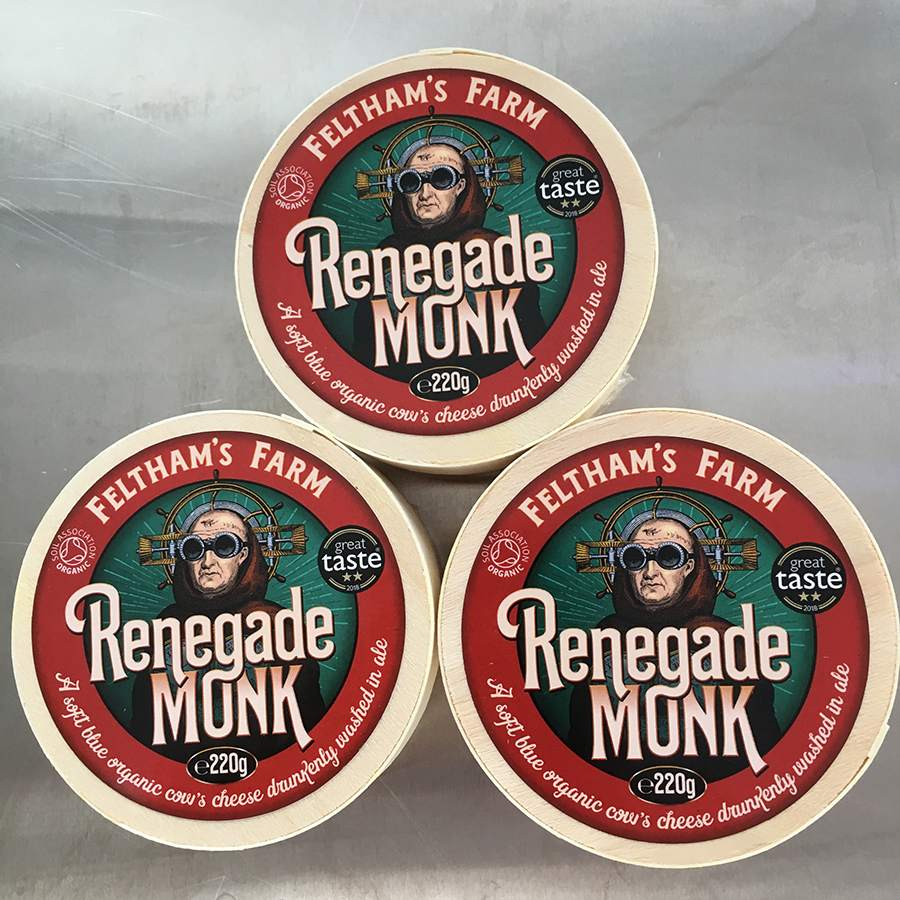 FELTHAM'S FARM
SOIL ASSOCIATION
ORGANIC
great
taste
2018
Renegade
MONK
e220g
A soft blue organic cow's cheese drunkenly washed in ale
FELTHAM'S FARM
SOIL ASSOCIATION
ORGANIC
great
taste
2018
Renegade
MONK
e220g
A soft blue organic cow's cheese drunkenly washed in ale
FELTHAM'S FARM
SOIL ASSOCIATION
ORGANIC
great
taste
2018
Renegade
MONK
e220g
A soft blue organic cow's cheese drunkenly washed in ale